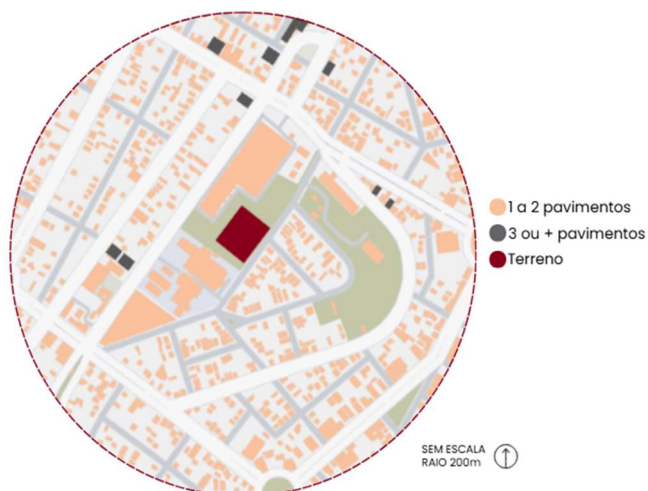 1 a 2 pavimentos
3 ou + pavimentos
Terreno
SEM ESCALA
RAIO 200m